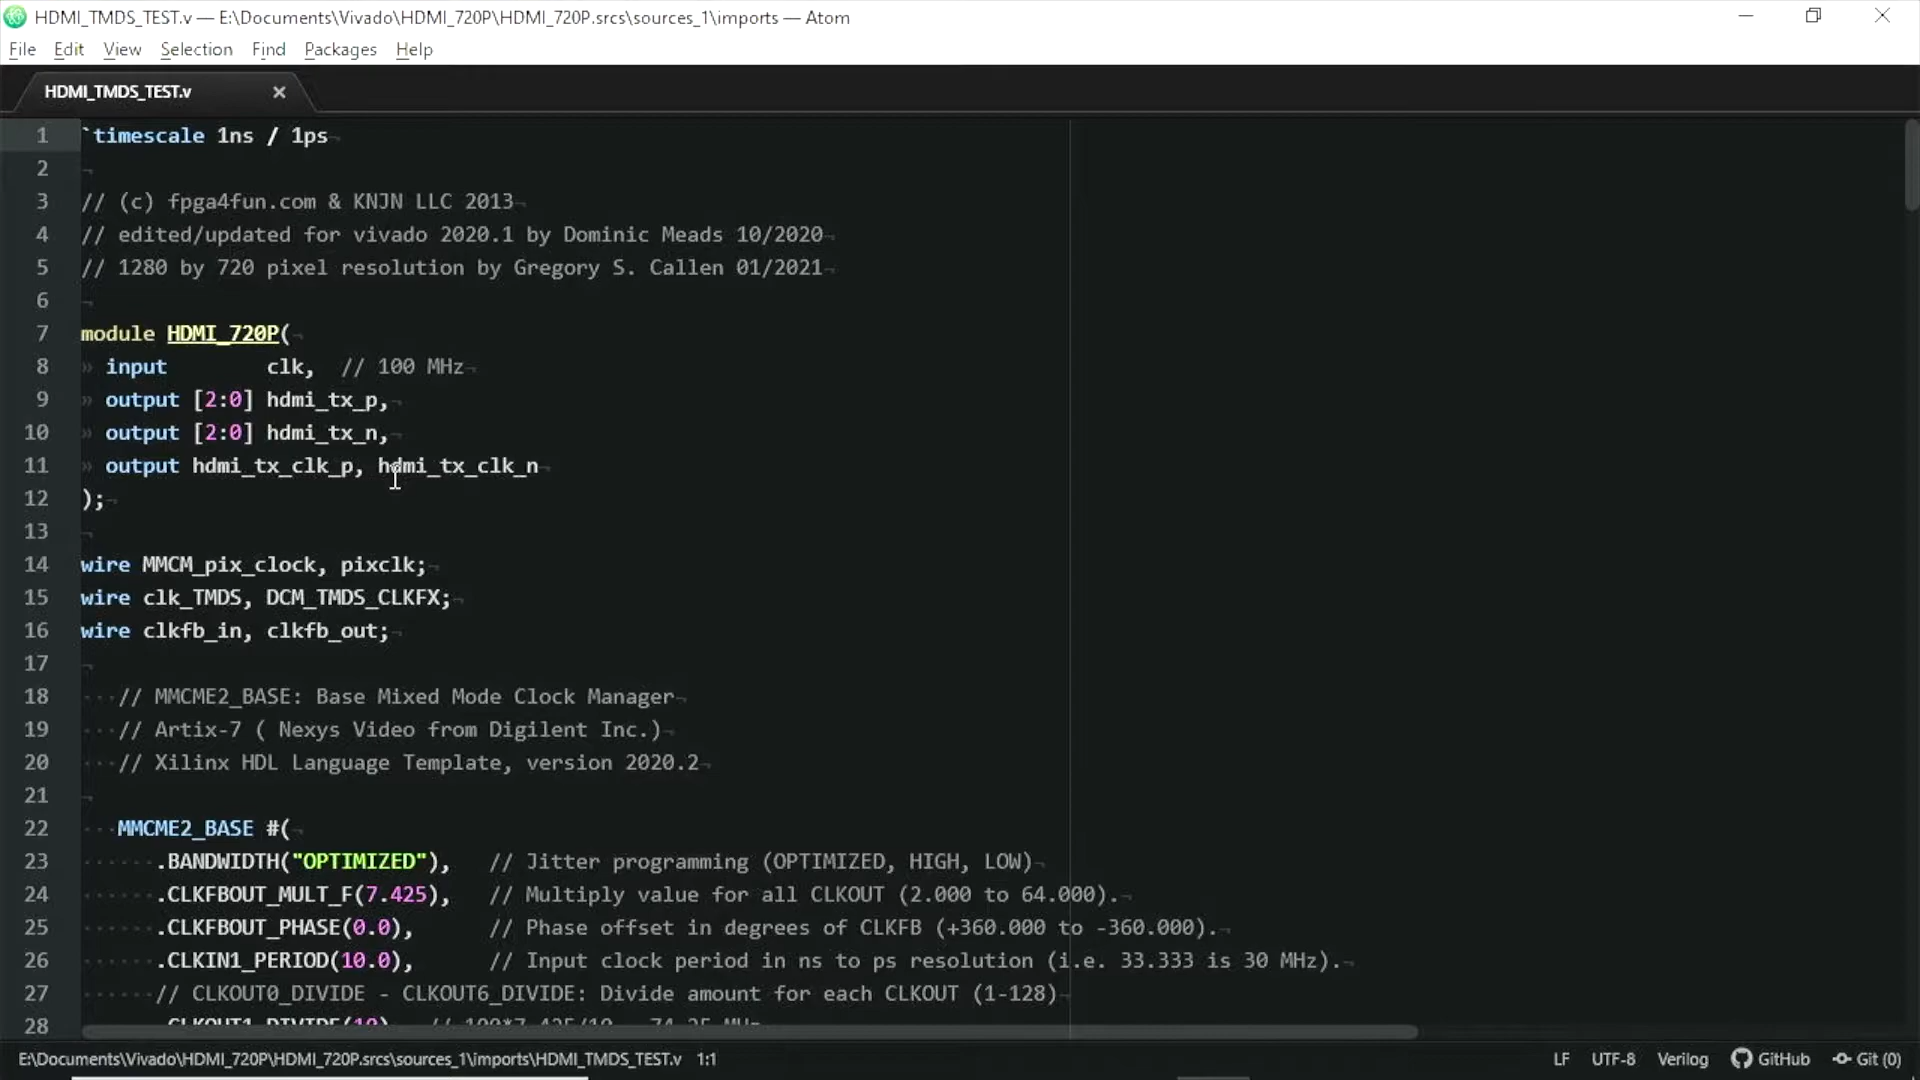 HDMI_TMDS_TEST.v — E:\Documents\Vivado\HDMI_720P\HDMI_720P.srcs\sources_1\imports — Atom
File Edit View Selection Find Packages Help
HDMI_TMDS_TEST.v
1 `timescale 1ns / 1ps
2
3 // (c) fpga4fun.com & KNJN LLC 2013
4 // edited/updated for vivado 2020.1 by Dominic Meads 10/2020
5 // 1280 by 720 pixel resolution by Gregory S. Callen 01/2021
6
7 module HDMI_720P(
8 input clk, // 100 MHz
9 output [2:0] hdmi_tx_p,
10 output [2:0] hdmi_tx_n,
11 output hdmi_tx_clk_p, hdmi_tx_clk_n
12 );
13
14 wire MMCM_pix_clock, pixclk;
15 wire clk_TMDS, DCM_TMDS_CLKFX;
16 wire clkfb_in, clkfb_out;
17
18 // MMCME2_BASE: Base Mixed Mode Clock Manager
19 // Artix-7 ( Nexys Video from Digilent Inc.)
20 // Xilinx HDL Language Template, version 2020.2
21
22 MMCME2_BASE #(
23 .BANDWIDTH("OPTIMIZED"), // Jitter programming (OPTIMIZED, HIGH, LOW)
24 .CLKFBOUT_MULT_F(7.425), // Multiply value for all CLKOUT (2.000 to 64.000).
25 .CLKFBOUT_PHASE(0.0), // Phase offset in degrees of CLKFB (+360.000 to -360.000).
26 .CLKIN1_PERIOD(10.0), // Input clock period in ns to ps resolution (i.e. 33.333 is 30 MHz).
27 // CLKOUT0_DIVIDE - CLKOUT6_DIVIDE: Divide amount for each CLKOUT (1-128)
28 .CLKOUT1_DIVIDE(10)
E:\Documents\Vivado\HDMI_720P\HDMI_720P.srcs\sources_1\imports\HDMI_TMDS_TEST.v 1:1 LF UTF-8 Verilog GitHub Git (0)